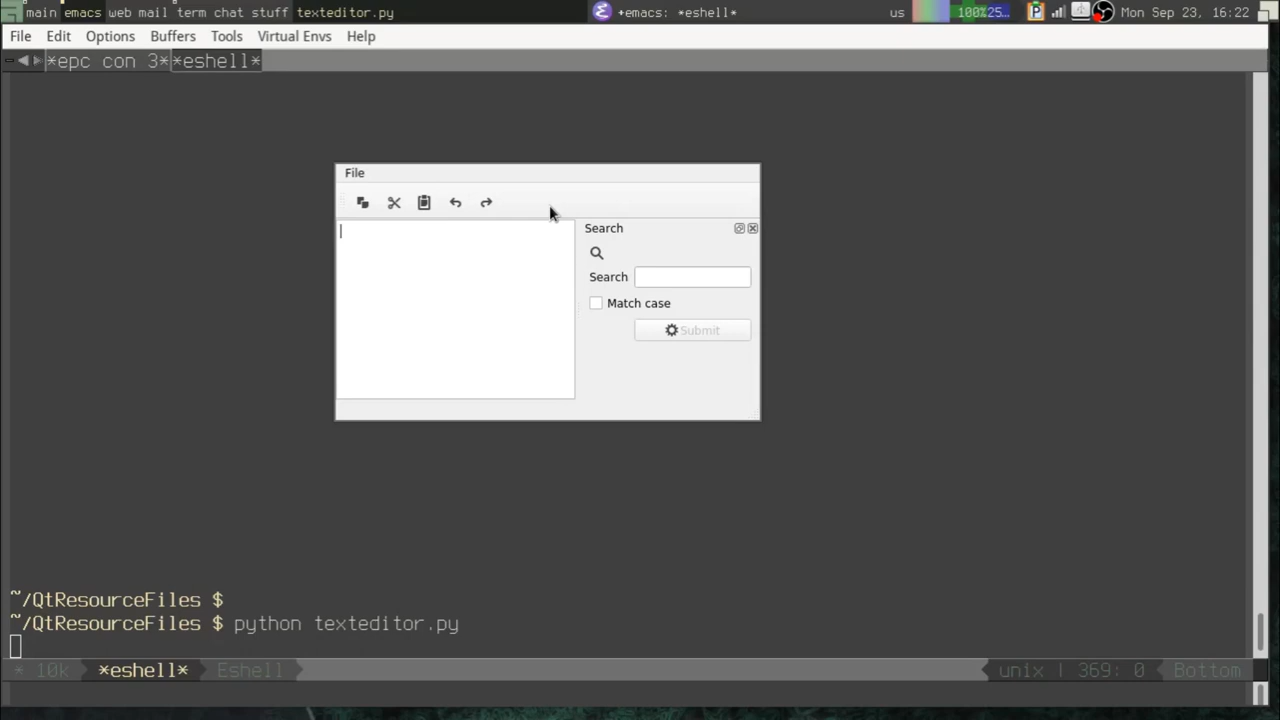 main emacs web mail term chat stuff texteditor.py +emacs: *eshell* us 100%25... Mon Sep 23, 16:22
File Edit Options Buffers Tools Virtual Envs Help
*epc con 3* *eshell*
File
Search
Search
Match case
Submit
~/QtResourceFiles $
~/QtResourceFiles $ python texteditor.py
* 10k *eshell* Eshell unix | 369: 0 Bottom